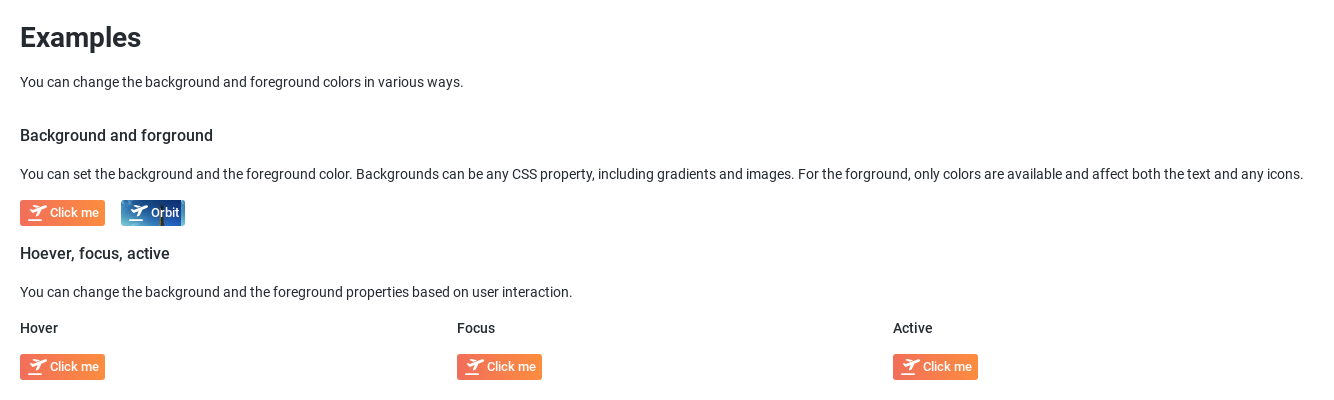 Examples
You can change the background and foreground colors in various ways.
Background and forground
You can set the background and the foreground color. Backgrounds can be any CSS property, including gradients and images. For the forground, only colors are available and affect both the text and any icons.
Click me Orbit
Hoever, focus, active
You can change the background and the foreground properties based on user interaction.
Hover Focus Active
Click me Click me Click me